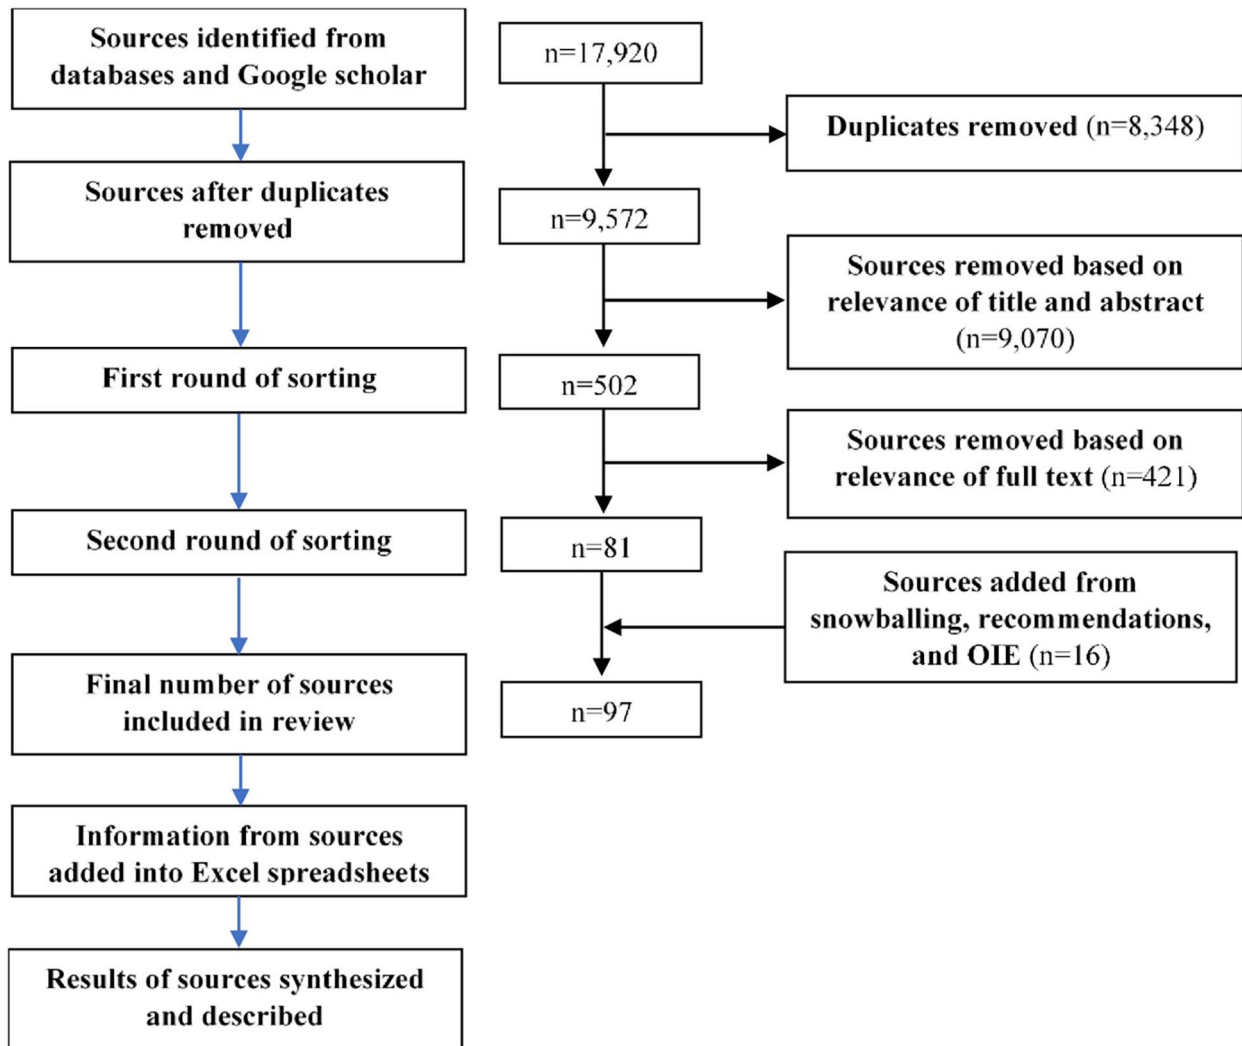 Sources identified from
databases and Google scholar
Sources after duplicates
removed
First round of sorting
Second round of sorting
Final number of sources
included in review
Information from sources
added into Excel spreadsheets
Results of sources synthesized
and described
n=17,920
n=9,572
n=502
n=81
n=97
Duplicates removed (n=8,348)
Sources removed based on
relevance of title and abstract
(n=9,070)
Sources removed based on
relevance of full text (n=421)
Sources added from
snowballing, recommendations,
and OIE (n=16)